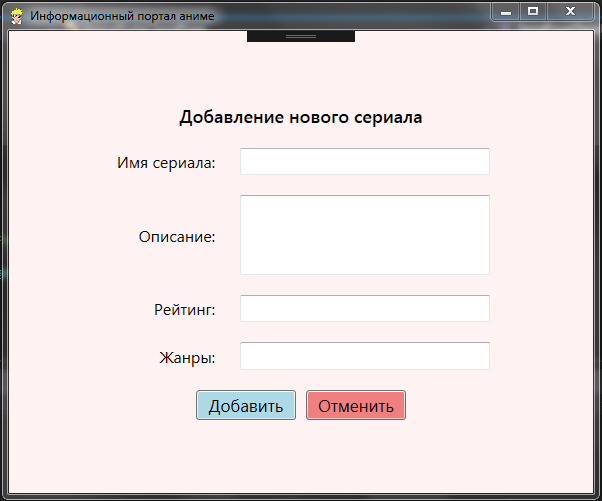 Информационный портал аниме
Добавление нового сериала
Имя сериала:
Описание:
Рейтинг:
Жанры:
Добавить Отменить